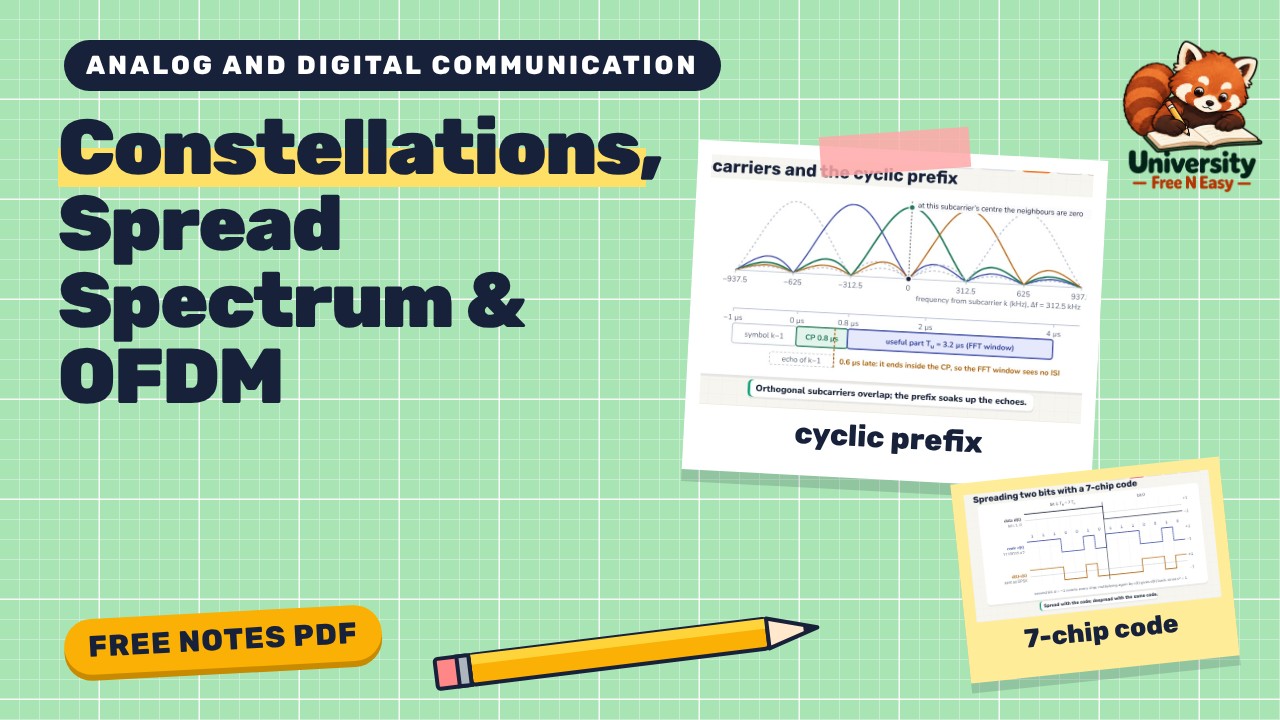 ANALOG AND DIGITAL COMMUNICATION
Constellations,
Spread
Spectrum &
OFDM
FREE NOTES PDF
University
Free N Easy
carriers and the cyclic prefix
at this subcarrier's centre the neighbours are zero
−937.5
−625
−312.5
0
312.5
625
937.
frequency from subcarrier k (kHz), Δf = 312.5 kHz
−1 µs
0 µs
0.8 µs
2 µs
4 µs
symbol k−1
CP 0.8 µs
useful part Tu = 3.2 µs (FFT window)
echo of k−1
0.6 µs late: it ends inside the CP, so the FFT window sees no ISI
Orthogonal subcarriers overlap; the prefix soaks up the echoes.
cyclic prefix
Spreading two bits with a 7-chip code
Spread with the code; despread with the same code.
7-chip code